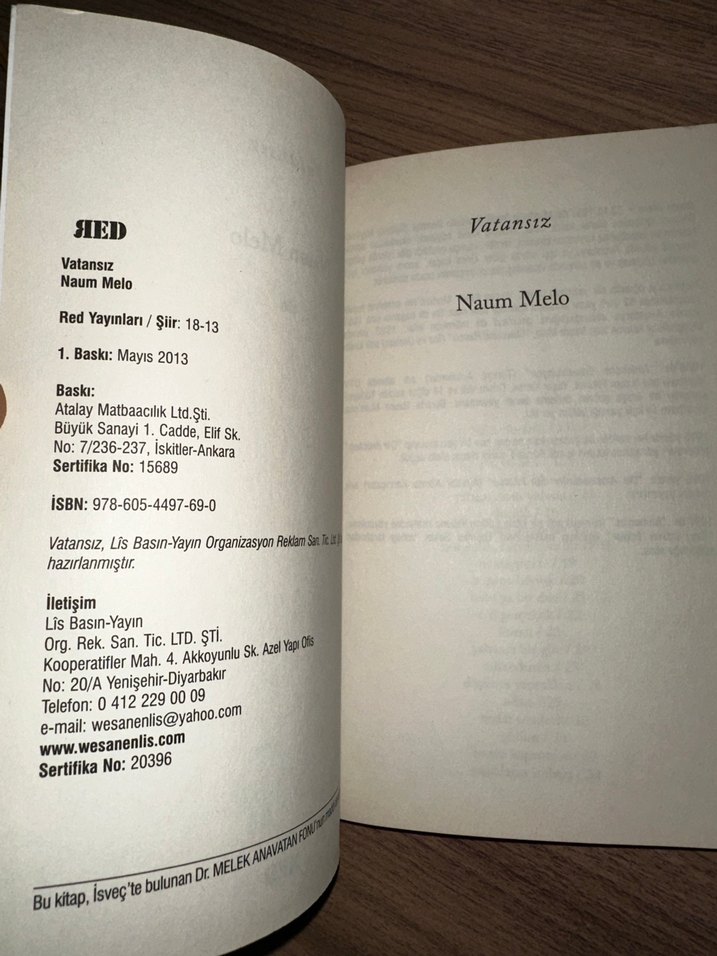 ЯED
Vatansız
Naum Melo
Red Yayınları / Şiir: 18-13
1. Baskı: Mayıs 2013
Baskı:
Atalay Matbaacılık Ltd.Şti.
Büyük Sanayi 1. Cadde, Elif Sk.
No: 7/236-237, İskitler-Ankara
Sertifika No: 15689
İSBN: 978-605-4497-69-0
Vatansız, Lîs Basın-Yayın Organizasyon Reklam San. Tic. Ltd.
hazırlanmıştır.
İletişim
Lîs Basın-Yayın
Org. Rek. San. Tic. LTD. ŞTİ.
Kooperatifler Mah. 4. Akkoyunlu Sk. Azel Yapı Ofis
No: 20/A Yenişehir-Diyarbakır
Telefon: 0 412 229 00 09
e-mail: wesanenlis@yahoo.com
www.wesanenlis.com
Sertifika No: 20396
Bu kitap, İsveç'te bulunan Dr. MELEK ANAVATAN FONU'nun
Vatansız
Naum Melo